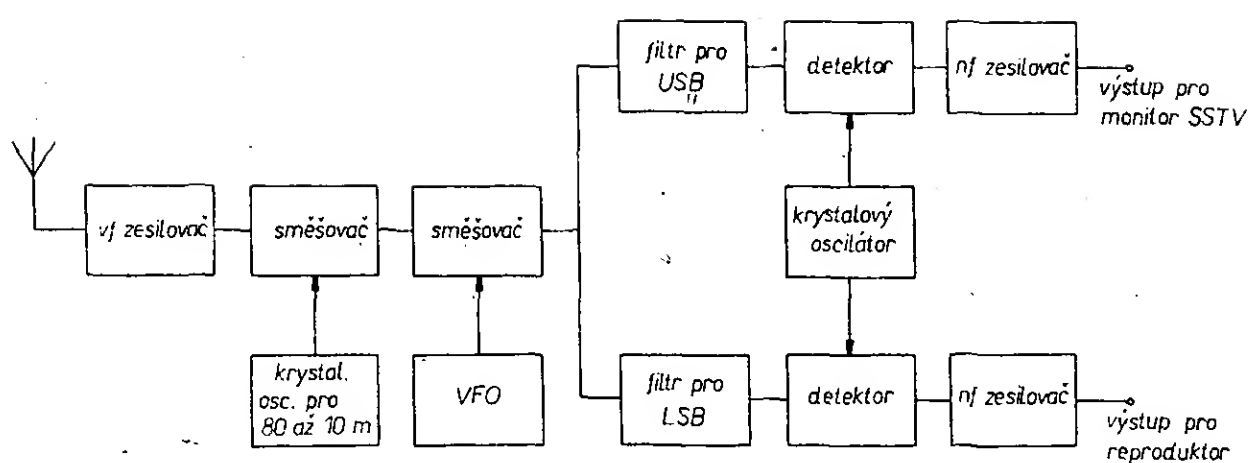 filtr pro
USB
detektor
nf zesilovač
výstup pro
monitor SSTV
vf zesilovač
směšovač
směšovač
krystalový
oscilátor
krystal.
osc. pro
80 až 10 m
VFO
filtr pro
LSB
detektor
nf zesilovač
výstup pro
reproduktor